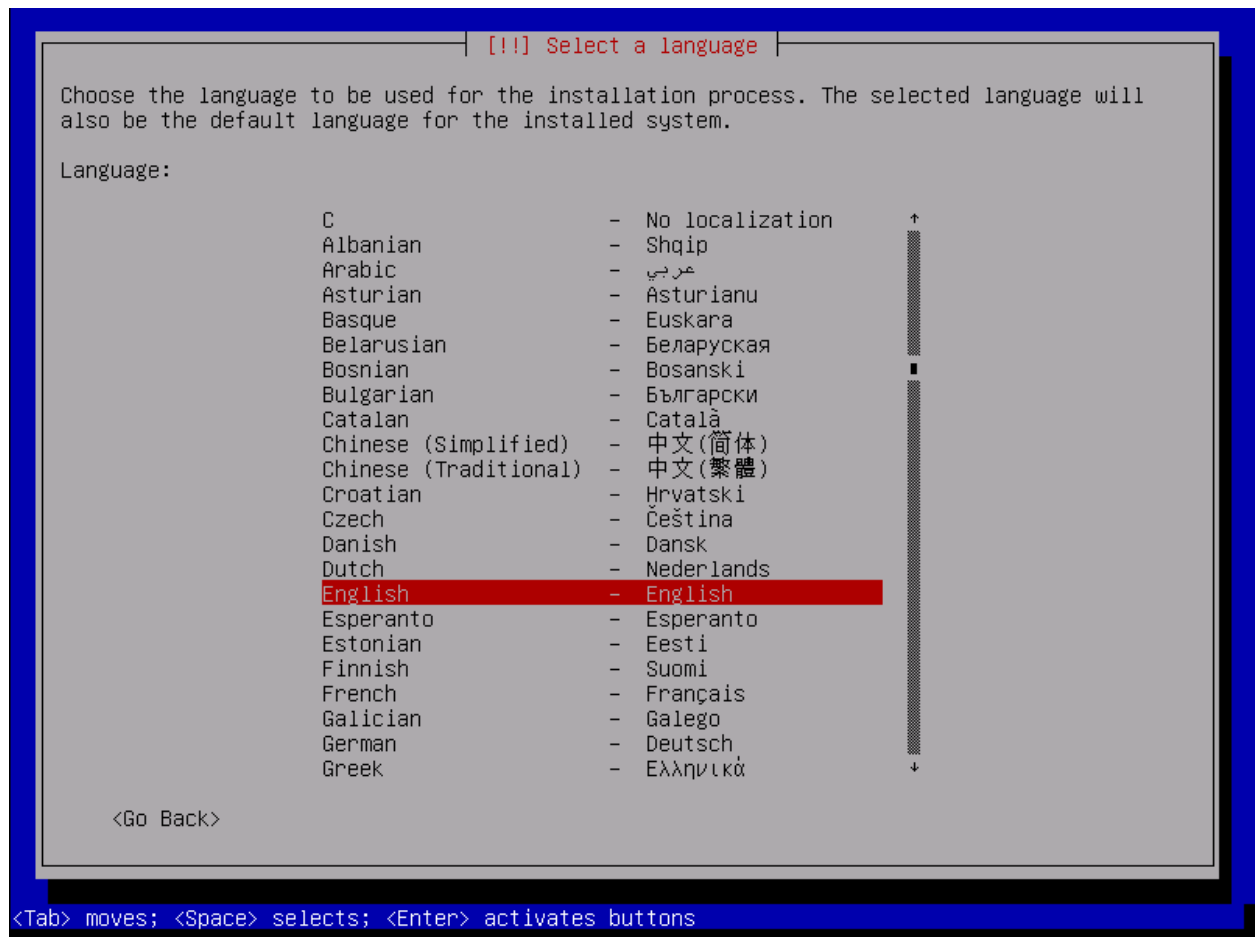 [!!] Select a language
Choose the language to be used for the installation process. The selected language will
also be the default language for the installed system.
Language:
C - No localization
Albanian - Shqip
Arabic - عربي
Asturian - Asturianu
Basque - Euskara
Belarusian - Беларуская
Bosnian - Bosanski
Bulgarian - Български
Catalan - Català
Chinese (Simplified) - 中文(简体)
Chinese (Traditional) - 中文(繁體)
Croatian - Hrvatski
Czech - Čeština
Danish - Dansk
Dutch - Nederlands
English - English
Esperanto - Esperanto
Estonian - Eesti
Finnish - Suomi
French - Français
Galician - Galego
German - Deutsch
Greek - Ελληνικά
<Go Back>
<Tab> moves; <Space> selects; <Enter> activates buttons